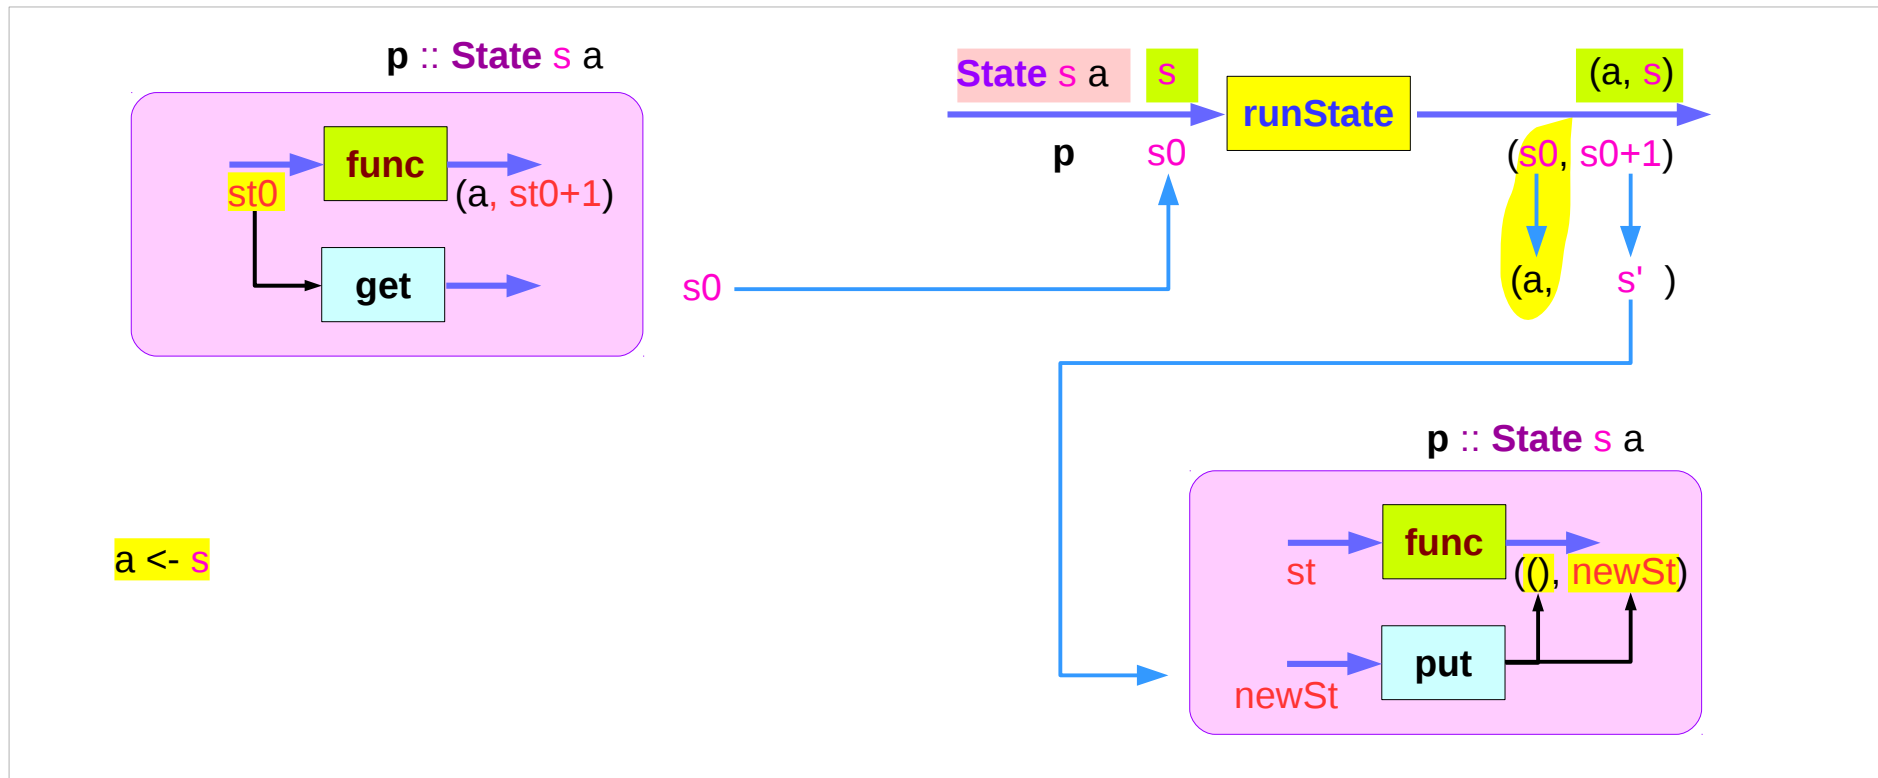 p :: State s a
func
st0
(a, st0+1)
get
s0
State s a s
runState
(a, s)
p s0
(s0, s0+1)
(a, s' )
a <- s
p :: State s a
func
st
((), newSt)
put
newSt